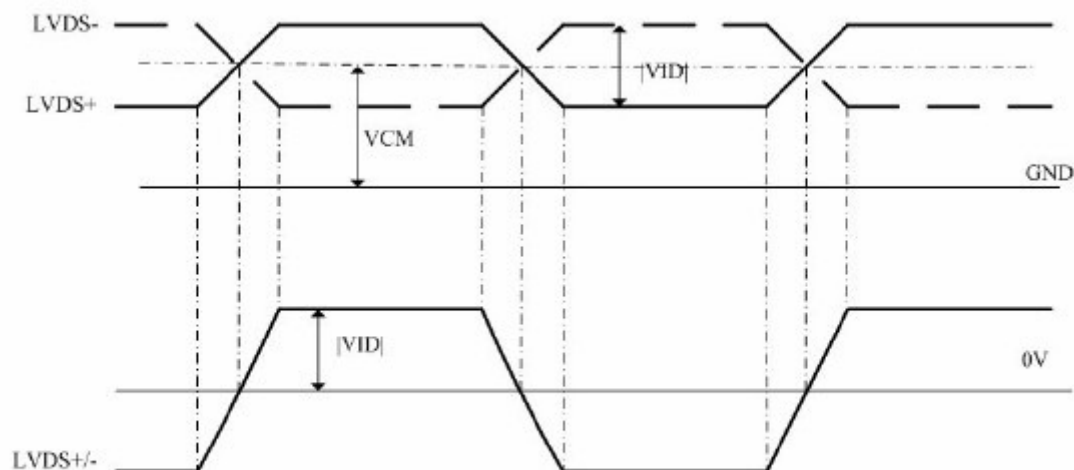 LVDS-
|VID|
LVDS+
VCM
GND
|VID|
0V
LVDS+/-